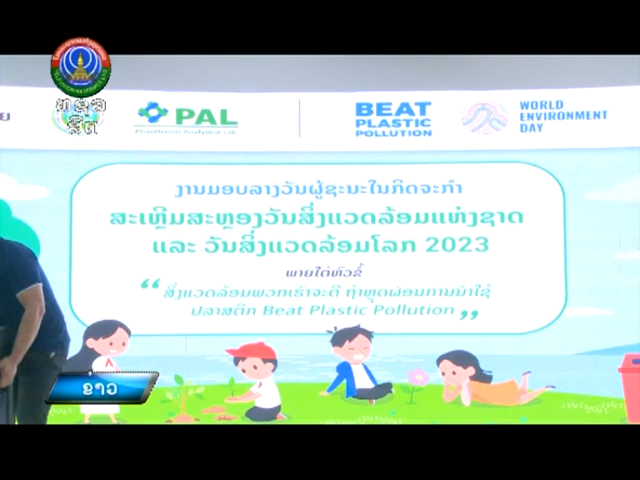 ຍ
PAL
Phanthamit Analytical Lab
BEAT
PLASTIC
POLLUTION
WORLD
ENVIRONMENT
DAY
ງານມອບລາງວັນຜູ້ຊະນະໃນກິດຈະກຳ
ສະເຫຼີມສະຫຼອງວັນສິ່ງແວດລ້ອມແຫ່ງຊາດ
ແລະ ວັນສິ່ງແວດລ້ອມໂລກ 2023
ພາຍໃຕ້ຫົວຂໍ້
“ ສິ່ງແວດລ້ອມພວກເຮົາຈະດີ ຖ້າຫຼຸດຜ່ອນການນຳໃຊ້
ປລາສຕິກ Beat Plastic Pollution „
ຂ່າວ